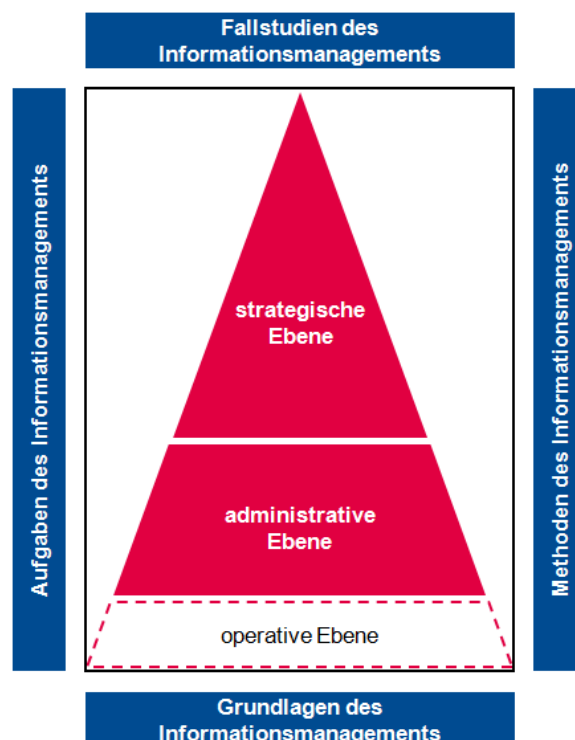 Fallstudien des
Informationsmanagements
Aufgaben des Informationsmanagements
strategische
Ebene
administrative
Ebene
operative Ebene
Methoden des Informationsmanagements
Grundlagen des
Informationsmanagements